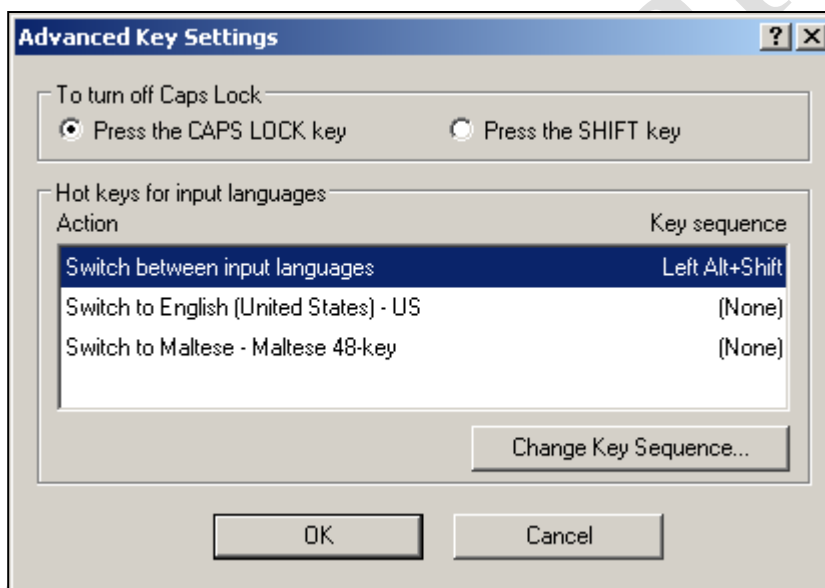 Advanced Key Settings
To turn off Caps Lock
Press the CAPS LOCK key Press the SHIFT key
Hot keys for input languages
Action Key sequence
Switch between input languages Left Alt+Shift
Switch to English (United States) - US (None)
Switch to Maltese - Maltese 48-key (None)
Change Key Sequence...
OK Cancel